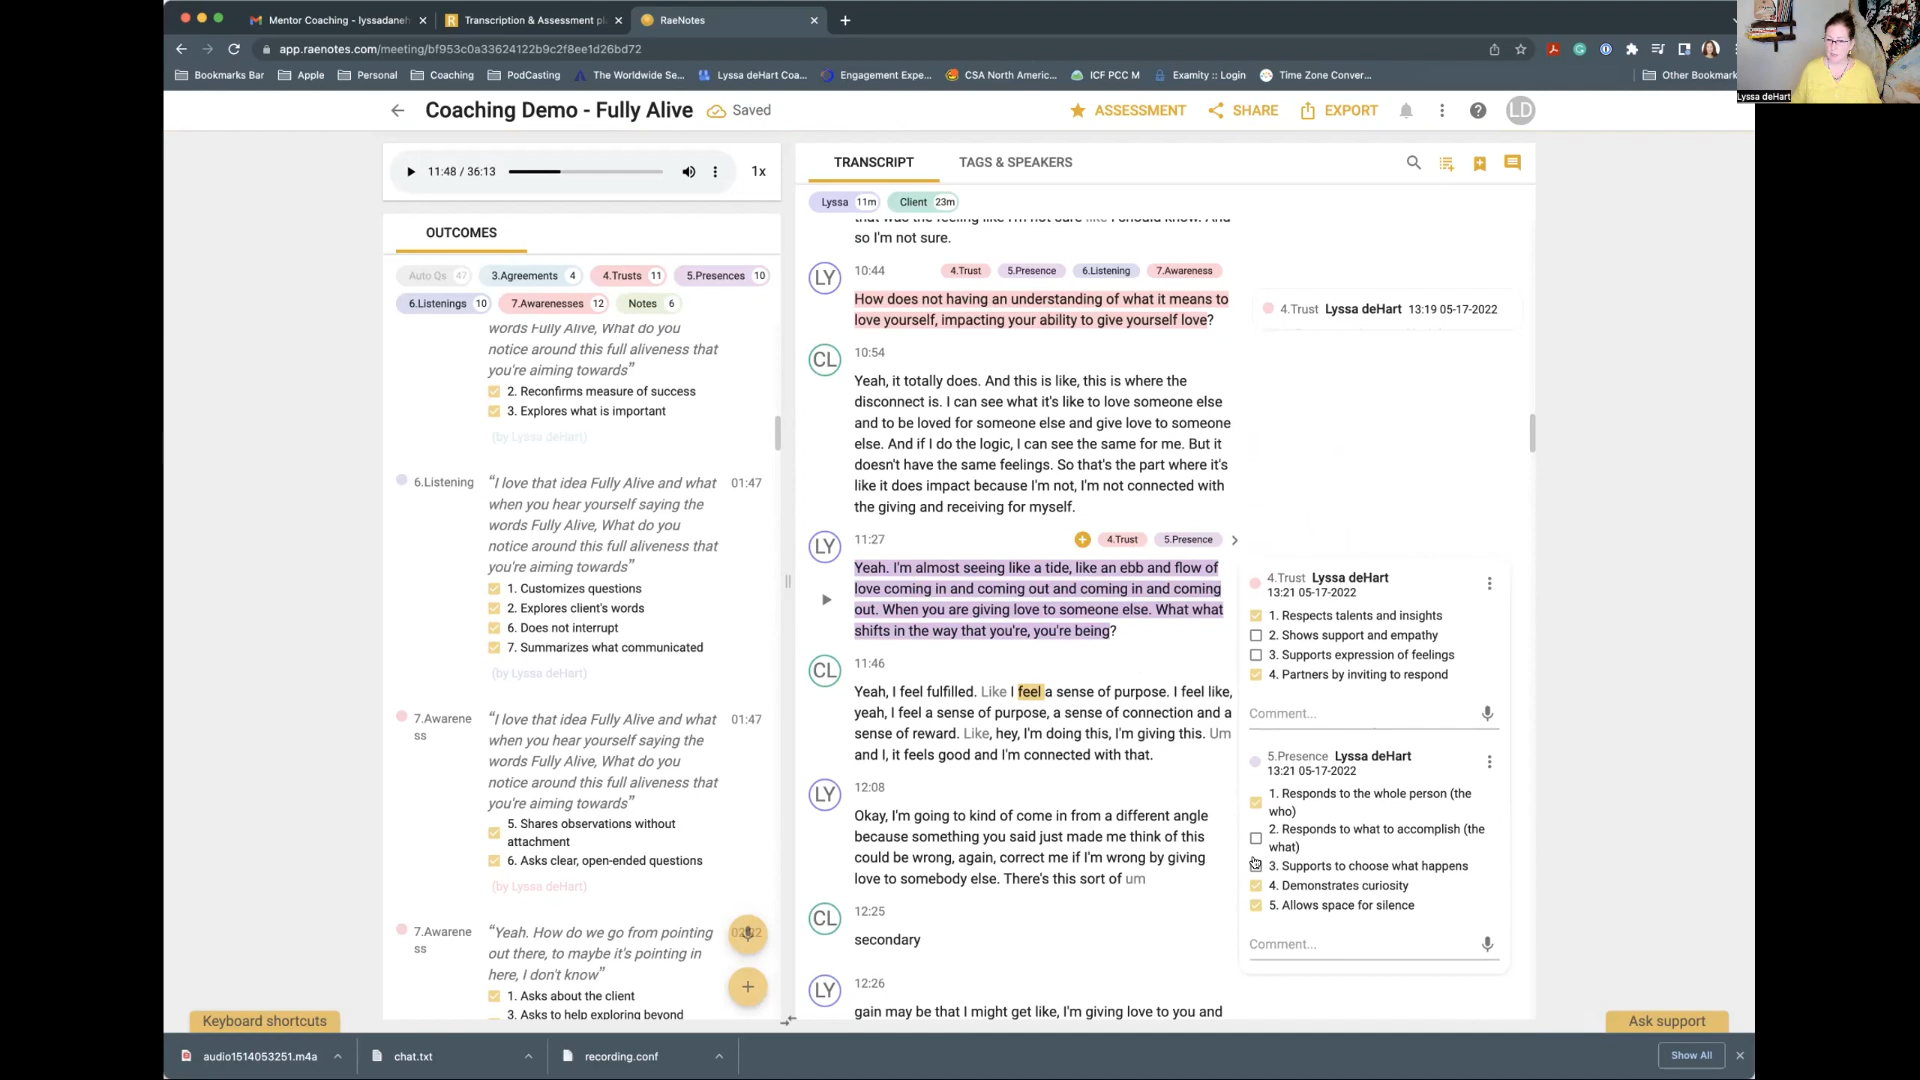 Mentor Coaching - lyssadaneh
Transcription & Assessment pl
RaeNotes
app.raenotes.com/meeting/bf953c0a33624122b9c2f8ee1d26bd72
Bookmarks Bar
Apple
Personal
Coaching
PodCasting
The Worldwide Se...
Lyssa deHart Coa...
Engagement Expe...
CSA North Americ...
ICF PCC M
Examity :: Login
Time Zone Conver...
Other Bookmark
Lyssa deHart
Coaching Demo - Fully Alive
Saved
ASSESSMENT
SHARE
EXPORT
LD
11:48 / 36:13
1x
OUTCOMES
Auto Qs 47
3.Agreements 4
4.Trusts 11
5.Presences 10
6.Listenings 10
7.Awarenesses 12
Notes 6
words Fully Alive, What do you
notice around this full aliveness that
you're aiming towards”
2. Reconfirms measure of success
3. Explores what is important
(by Lyssa deHart)
6.Listening
“I love that idea Fully Alive and what
01:47
when you hear yourself saying the
words Fully Alive, What do you
notice around this full aliveness that
you're aiming towards”
1. Customizes questions
2. Explores client's words
6. Does not interrupt
7. Summarizes what communicated
(by Lyssa deHart)
7.Awarene
ss
“I love that idea Fully Alive and what
01:47
when you hear yourself saying the
words Fully Alive, What do you
notice around this full aliveness that
you're aiming towards”
5. Shares observations without
attachment
6. Asks clear, open-ended questions
(by Lyssa deHart)
7.Awarene
ss
“Yeah. How do we go from pointing
out there, to maybe it's pointing in
here, I don't know”
1. Asks about the client
3. Asks to help exploring beyond
TRANSCRIPT
TAGS & SPEAKERS
Lyssa 11m
Client 23m
that was the feeling like I'm not sure like I should know. And
so I'm not sure.
LY
10:44
4.Trust
5.Presence
6.Listening
7.Awareness
How does not having an understanding of what it means to
love yourself, impacting your ability to give yourself love?
CL
10:54
Yeah, it totally does. And this is like, this is where the
disconnect is. I can see what it's like to love someone else
and to be loved for someone else and give love to someone
else. And if I do the logic, I can see the same for me. But it
doesn't have the same feelings. So that's the part where it's
like it does impact because I'm not, I'm not connected with
the giving and receiving for myself.
LY
11:27
4.Trust
5.Presence
Yeah. I'm almost seeing like a tide, like an ebb and flow of
love coming in and coming out and coming in and coming
out. When you are giving love to someone else. What what
shifts in the way that you're, you're being?
CL
11:46
Yeah, I feel fulfilled. Like I feel a sense of purpose. I feel like,
yeah, I feel a sense of purpose, a sense of connection and a
sense of reward. Like, hey, I'm doing this, I'm giving this. Um
and I, it feels good and I'm connected with that.
LY
12:08
Okay, I'm going to kind of come in from a different angle
because something you said just made me think of this
could be wrong, again, correct me if I'm wrong by giving
love to somebody else. There's this sort of um
CL
12:25
secondary
LY
12:26
gain may be that I might get like, I'm giving love to you and
4.Trust Lyssa deHart 13:19 05-17-2022
4.Trust Lyssa deHart
13:21 05-17-2022
1. Respects talents and insights
2. Shows support and empathy
3. Supports expression of feelings
4. Partners by inviting to respond
Comment...
5.Presence Lyssa deHart
13:21 05-17-2022
1. Responds to the whole person (the
who)
2. Responds to what to accomplish (the
what)
3. Supports to choose what happens
4. Demonstrates curiosity
5. Allows space for silence
Comment...
Keyboard shortcuts
Ask support
audio1514053251.m4a
chat.txt
recording.conf
Show All